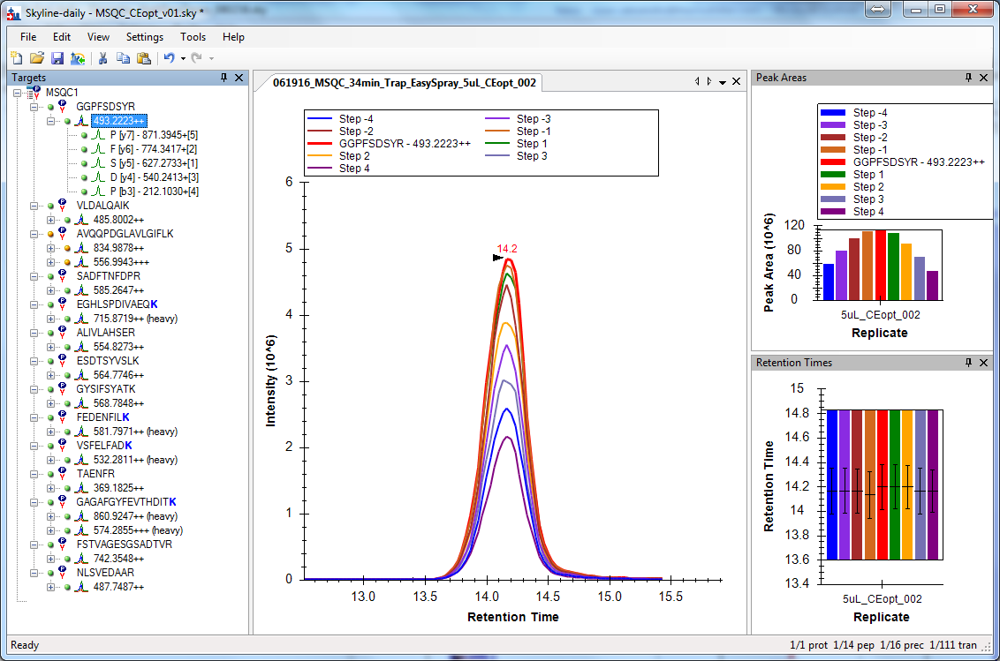 Skyline-daily - MSQC_CEopt_v01.sky *
File Edit View Settings Tools Help
Targets
MSQC1
GGPFSDSYR
493.2223++
P [y7] - 871.3945+[5]
F [y6] - 774.3417+[2]
S [y5] - 627.2733+[1]
D [y4] - 540.2413+[3]
P [b3] - 212.1030+[4]
VLDALQAIK
485.8002++
AVQQPDGLAVLGIFLK
834.9878++
556.9943+++
SADFTNFDPR
585.2647++
EGHLSPDIVAEQK
715.8719++ (heavy)
ALIVLAHSER
554.8273++
ESDTSYVSLK
564.7746++
GYSIFSYATK
568.7848++
FEDENFILK
581.7971++ (heavy)
VSFELFADK
532.2811++ (heavy)
TAENFR
369.1825++
GAGAFGYFEVTHDITK
860.9247++ (heavy)
574.2855+++ (heavy)
FSTVAGESGSADTVR
742.3548++
NLSVEDAAR
487.7487++
061916_MSQC_34min_Trap_EasySpray_5uL_CEopt_002
Step -4 Step -3
Step -2 Step -1
GGPFSDSYR - 493.2223++ Step 1
Step 2 Step 3
Step 4
6
5
4
3
2
1
0
Intensity (10^6)
14.2
13.0 13.5 14.0 14.5 15.0 15.5
Retention Time
Peak Areas
Step -4
Step -3
Step -2
Step -1
GGPFSDSYR - 493.2223++
Step 1
Step 2
Step 3
Step 4
Peak Area (10^6)
120
80
40
0
5uL_CEopt_002
Replicate
Retention Times
15
14.8
14.6
14.4
14.2
14
13.8
13.6
13.4
Retention Time
5uL_CEopt_002
Replicate
Ready
1/1 prot 1/14 pep 1/16 prec 1/111 tran